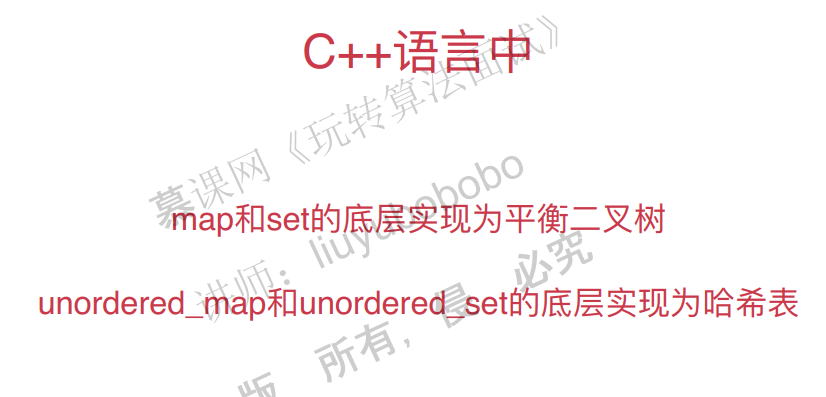 C++语言中
慕课网《玩转算法面试》
map和set的底层实现为平衡二叉树
讲师：liuyubobobo
unordered_map和unordered_set的底层实现为哈希表
版 所有，侵 必究